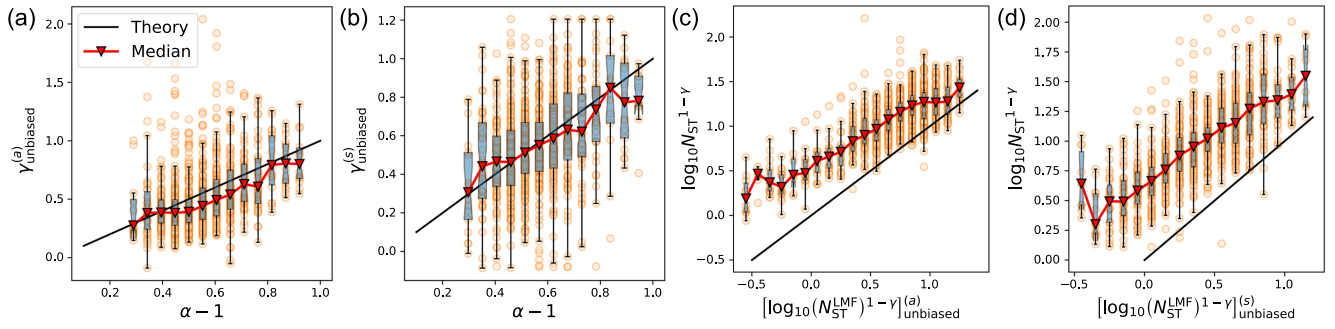 (a)
Theory
Median
γ^(a)_unbiased
2.0
1.5
1.0
0.5
0.0
0.2 0.4 0.6 0.8 1.0
α − 1
(b)
γ^(s)_unbiased
1.2
1.0
0.8
0.6
0.4
0.2
0.0
0.2 0.4 0.6 0.8 1.0
α − 1
(c)
log₁₀N_ST^1−γ
2.0
1.5
1.0
0.5
0.0
−0.5
−0.5 0.0 0.5 1.0
[log₁₀(N_ST^LMF)^1−γ]^(a)_unbiased
(d)
log₁₀N_ST^1−γ
2.00
1.75
1.50
1.25
1.00
0.75
0.50
0.25
0.00
−0.5 0.0 0.5 1.0
[log₁₀(N_ST^LMF)^1−γ]^(s)_unbiased